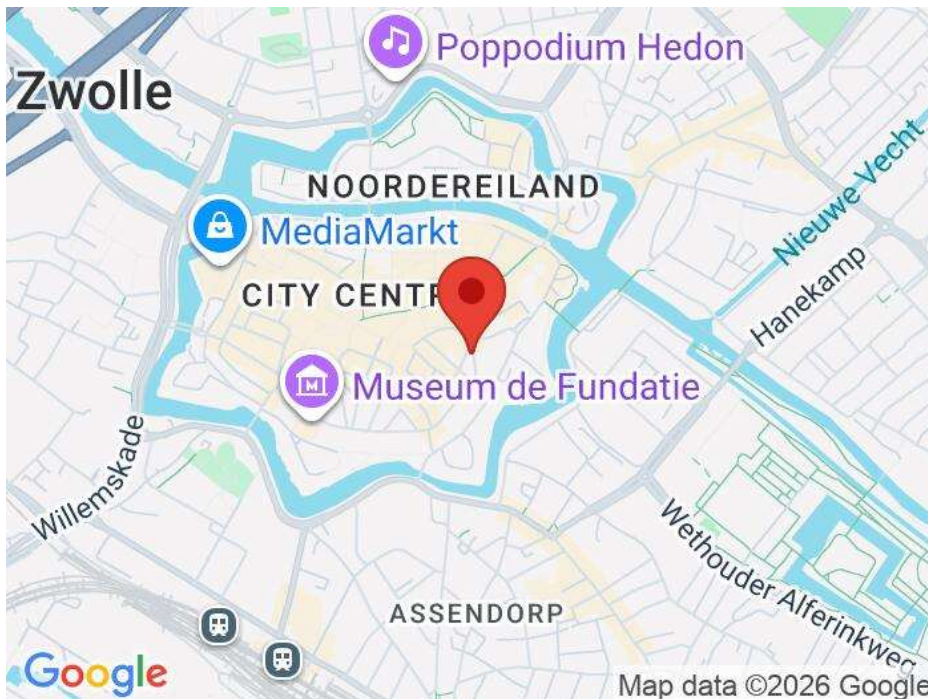 Poppodium Hedon
Zwolle
NOORDEREILAND
Nieuwe Vecht
MediaMarkt
CITY CENTR
Hanekamp
M
Museum de Fundatie
Willemskade
Wethouder Alferinkweg
ASSENDORP
Google
Map data ©2026 Google